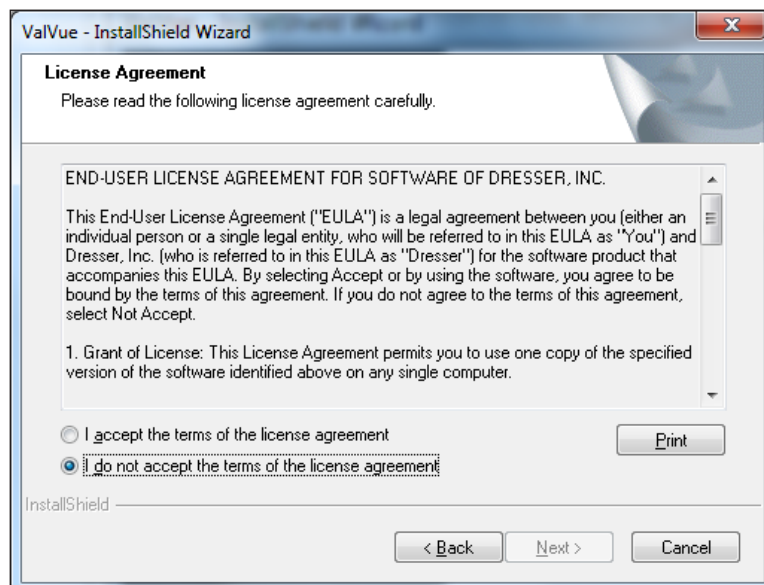 ValVue - InstallShield Wizard
License Agreement
Please read the following license agreement carefully.
END-USER LICENSE AGREEMENT FOR SOFTWARE OF DRESSER, INC.
This End-User License Agreement ("EULA") is a legal agreement between you (either an
individual person or a single legal entity, who will be referred to in this EULA as "You") and
Dresser, Inc. (who is referred to in this EULA as "Dresser") for the software product that
accompanies this EULA. By selecting Accept or by using the software, you agree to be
bound by the terms of this agreement. If you do not agree to the terms of this agreement,
select Not Accept.
1. Grant of License: This License Agreement permits you to use one copy of the specified
version of the software identified above on any single computer.
I accept the terms of the license agreement
Print
I do not accept the terms of the license agreement
InstallShield
< Back
Next >
Cancel